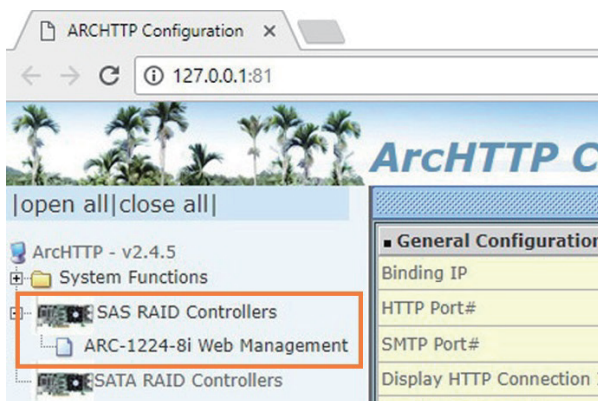 ARCHTTP Configuration
127.0.0.1:81
ArcHTTP C
|open all|close all|
ArcHTTP - v2.4.5
System Functions
SAS RAID Controllers
ARC-1224-8i Web Management
SATA RAID Controllers
General Configuration
Binding IP
HTTP Port#
SMTP Port#
Display HTTP Connection